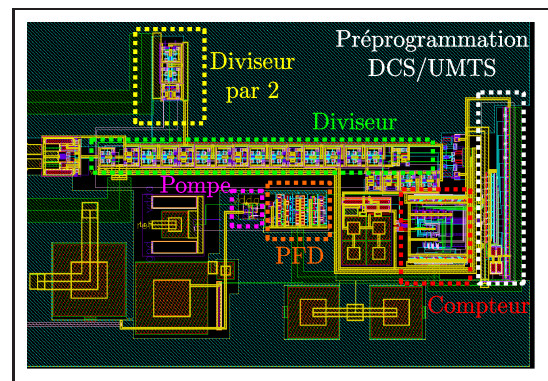 Préprogrammation
DCS/UMTS
Diviseur
par 2
Diviseur
Pompe
PFD
Compteur